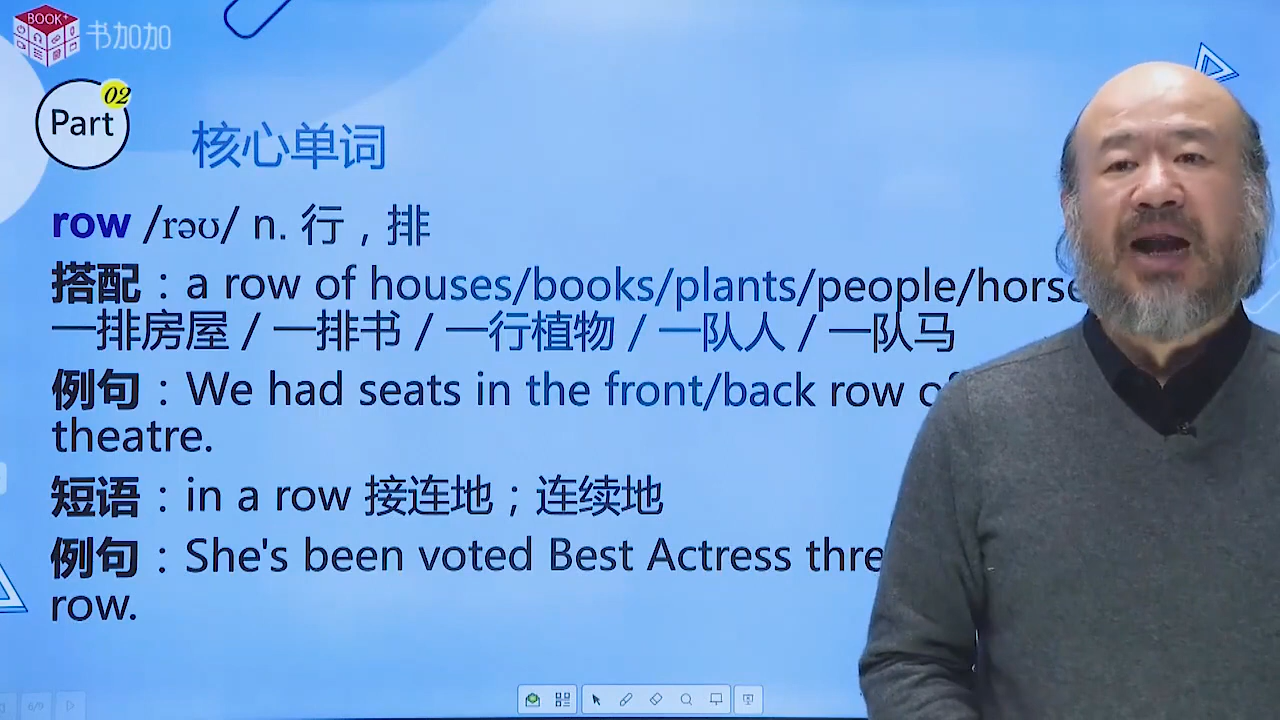 BOOK+
书加加
Part
02
核心单词
row /rəʊ/ n. 行，排
搭配：a row of houses/books/plants/people/horse
一排房屋 / 一排书 / 一行植物 / 一队人 / 一队马
例句：We had seats in the front/back row
theatre.
短语：in a row 接连地；连续地
例句：She's been voted Best Actress
row.
6/9